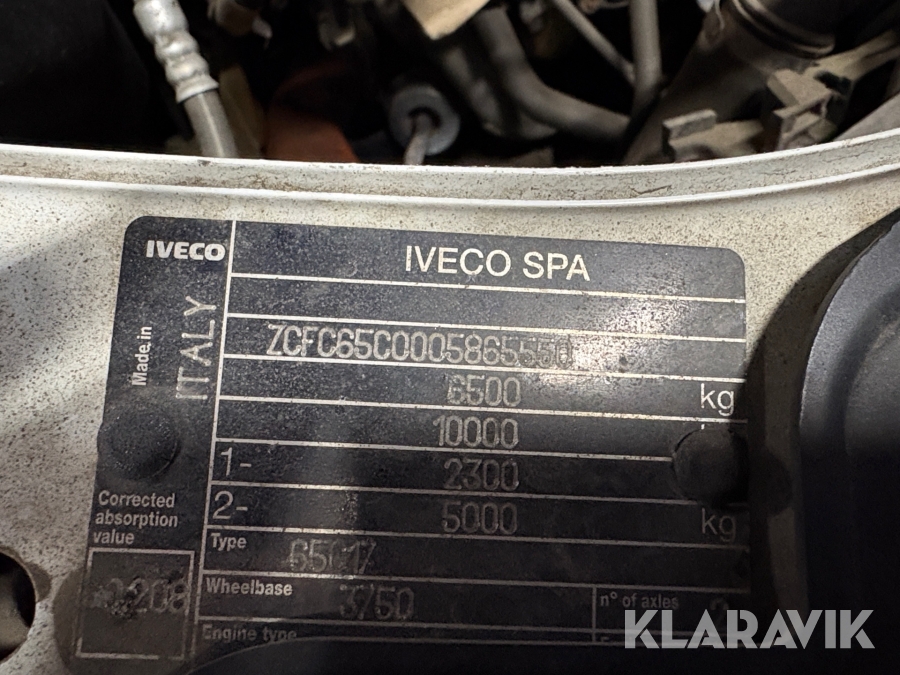 IVECO
IVECO SPA
Made in
ITALY
ZCFC65C0005865550
6500 kg
10000
1- 2300
2- 5000 kg
Corrected
absorption
value
Type 65C17
Wheelbase 3750
n° of axles 2
Engine type
KLARAVIK